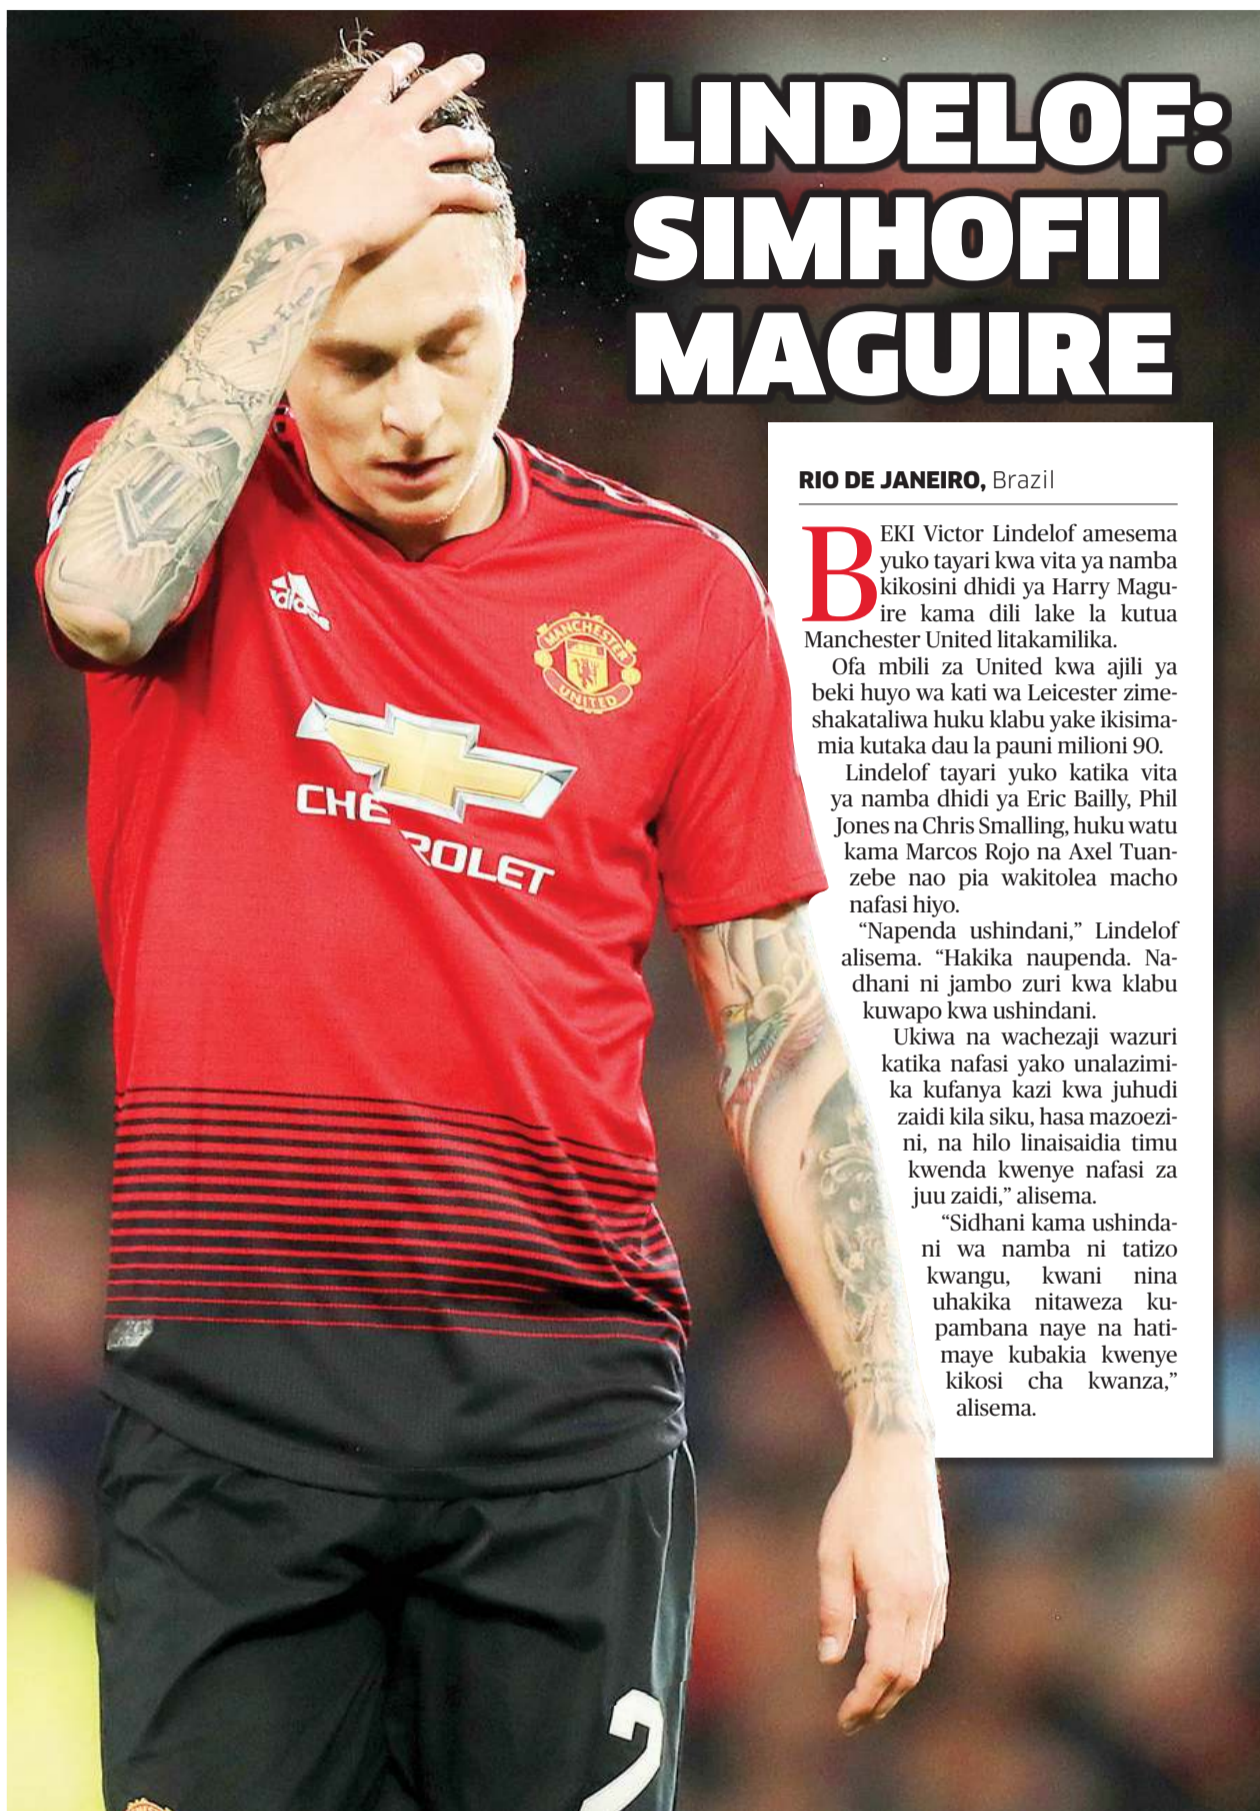 LINDELOF:
SIMHOFII
MAGUIRE
RIO DE JANEIRO, Brazil
BEKI Victor Lindelof amesema
yuko tayari kwa vita ya namba
kikosini dhidi ya Harry Magu-
ire kama dili lake la kutua
Manchester United litakamilika.
Ofa mbili za United kwa ajili ya
beki huyo wa kati wa Leicester zime-
shakataliwa huku klabu yake ikisima-
mia kutaka dau la pauni milioni 90.
Lindelof tayari yuko katika vita
ya namba dhidi ya Eric Bailly, Phil
Jones na Chris Smalling, huku watu
kama Marcos Rojo na Axel Tuan-
zebe nao pia wakitolea macho
nafasi hiyo.
“Napenda ushindani,” Lindelof
alisema. “Hakika naupenda. Na-
dhani ni jambo zuri kwa klabu
kuwapo kwa ushindani.
Ukiwa na wachezaji wazuri
katika nafasi yako unalazimi-
ka kufanya kazi kwa juhudi
zaidi kila siku, hasa mazoezi-
ni, na hilo linaisaidia timu
kwenda kwenye nafasi za
juu zaidi,” alisema.
“Sidhani kama ushinda-
ni wa namba ni tatizo
kwangu, kwani nina
uhakika nitaweza ku-
pambana naye na hati-
maye kubakia kwenye
kikosi cha kwanza,”
alisema.
adidas
MANCHESTER
UNITED
CHEVROLET
2